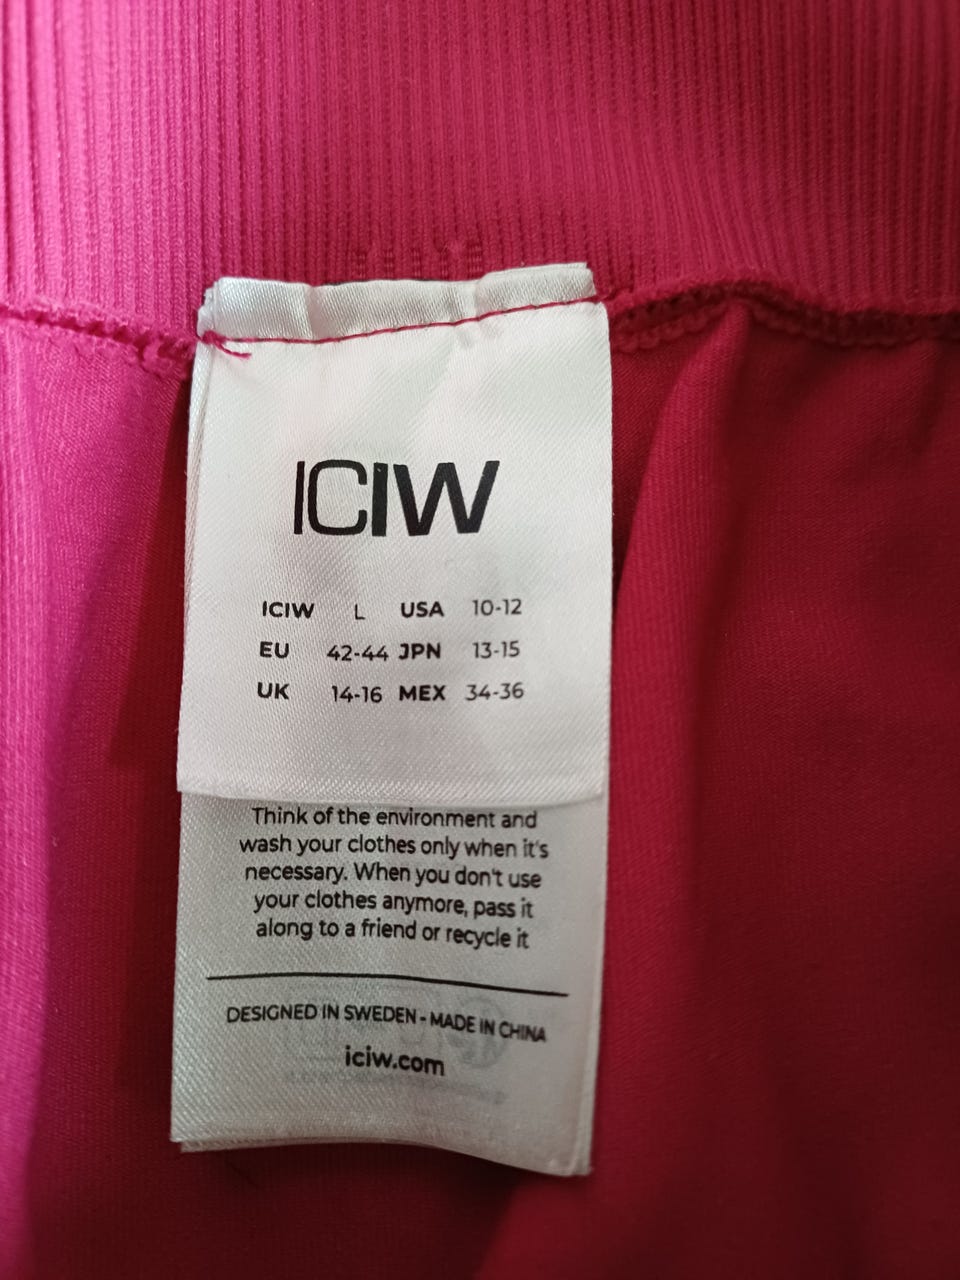 ICIW
ICIW L USA 10-12
EU 42-44 JPN 13-15
UK 14-16 MEX 34-36
Think of the environment and
wash your clothes only when it's
necessary. When you don't use
your clothes anymore, pass it
along to a friend or recycle it
DESIGNED IN SWEDEN - MADE IN CHINA
iciw.com